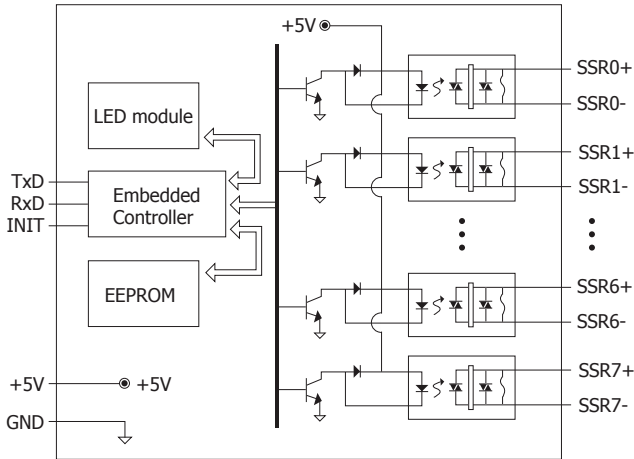 +5V
SSR0+
SSR0-
LED module
SSR1+
SSR1-
TxD
RxD
INIT
Embedded
Controller
EEPROM
SSR6+
SSR6-
+5V
+5V
GND
SSR7+
SSR7-